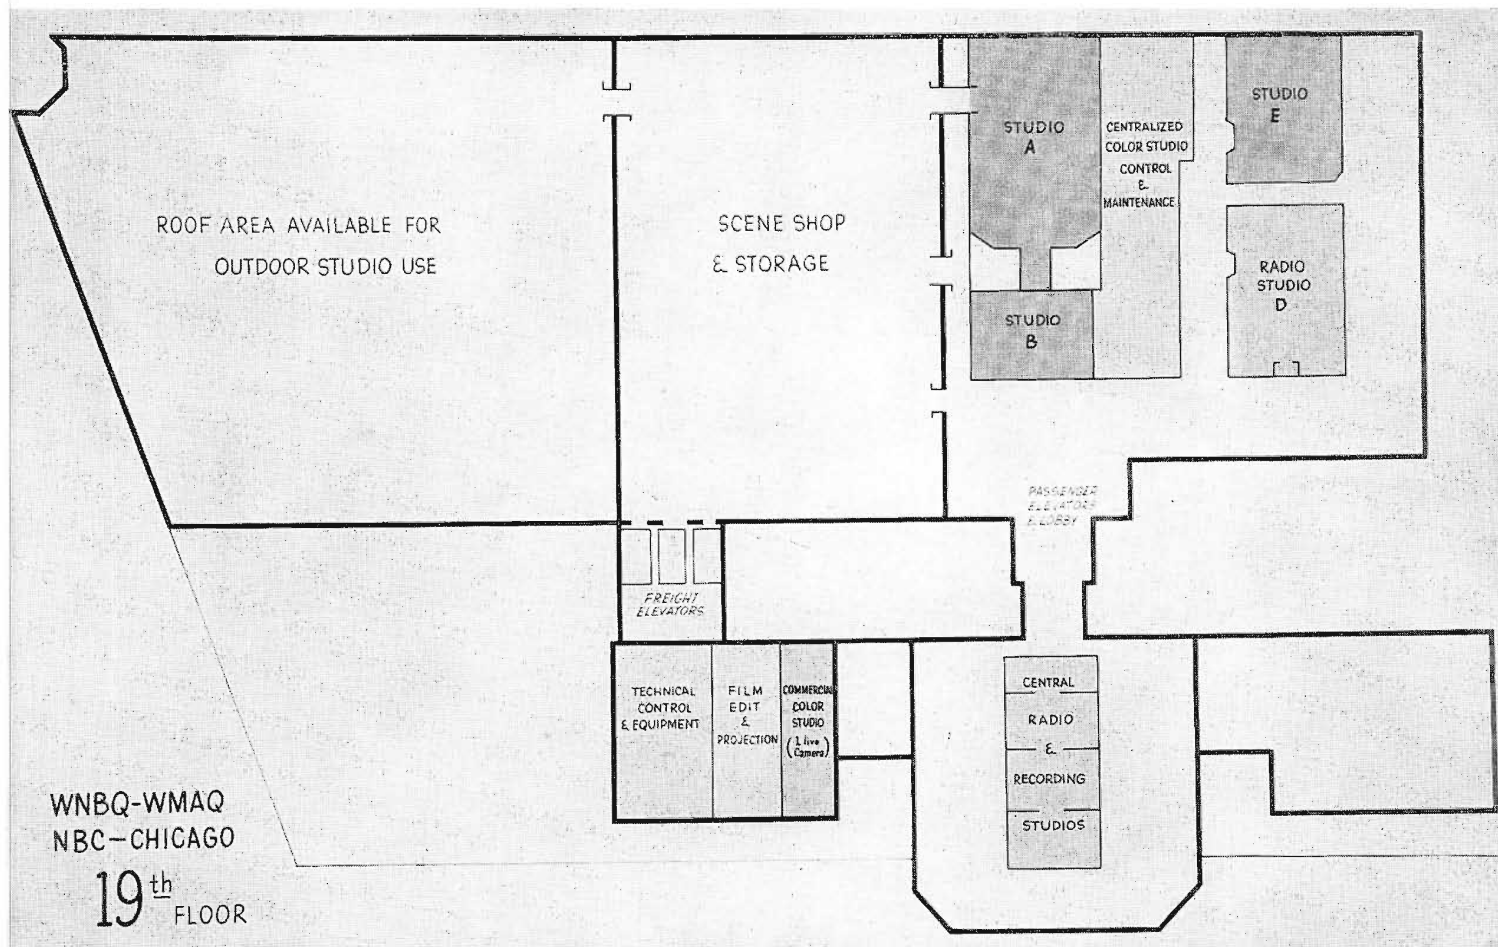 ROOF AREA AVAILABLE FOR
OUTDOOR STUDIO USE
SCENE SHOP
& STORAGE
STUDIO
A
CENTRALIZED
COLOR STUDIO
CONTROL
&
MAINTENANCE
STUDIO
E
RADIO
STUDIO
D
STUDIO
B
PASSENGER
ELEVATORS
& LOBBY
FREIGHT
ELEVATORS
TECHNICAL
CONTROL
& EQUIPMENT
FILM
EDIT
&
PROJECTION
COMMERCIAL
COLOR
STUDIO
(1 live
Camera)
CENTRAL
RADIO
&
RECORDING
STUDIOS
WNBQ-WMAQ
NBC-CHICAGO
19th FLOOR